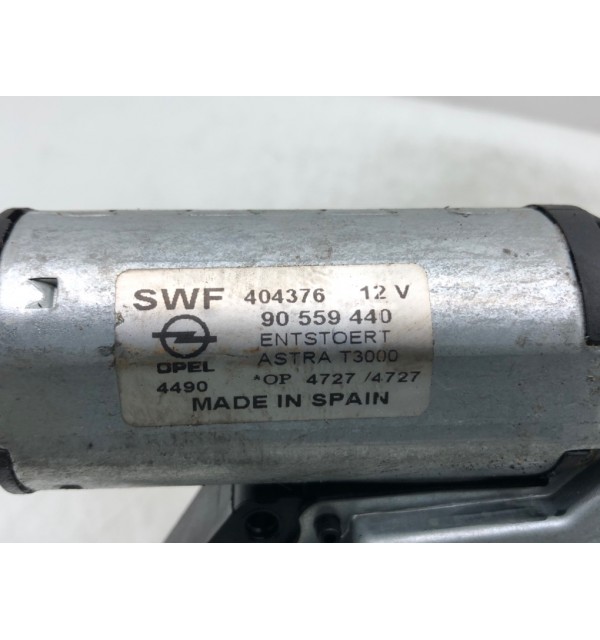 SWF 404376 12 V
90 559 440
ENTSTOERT
OPEL ASTRA T3000
4490 *OP 4727/4727
MADE IN SPAIN